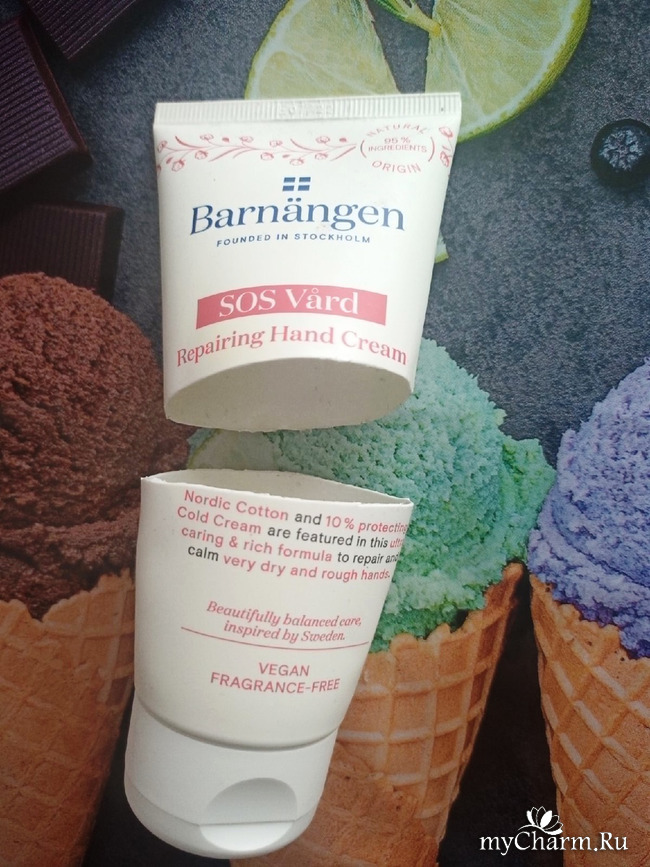 NATURAL
95 %
INGREDIENTS
ORIGIN
Barnängen
FOUNDED IN STOCKHOLM
SOS Vård
Repairing Hand Cream
Nordic Cotton and 10 % protecting
Cold Cream are featured in this
caring & rich formula to repair and
calm very dry and rough hands.
Beautifully balanced care,
inspired by Sweden.
VEGAN
FRAGRANCE-FREE
myCharm.Ru